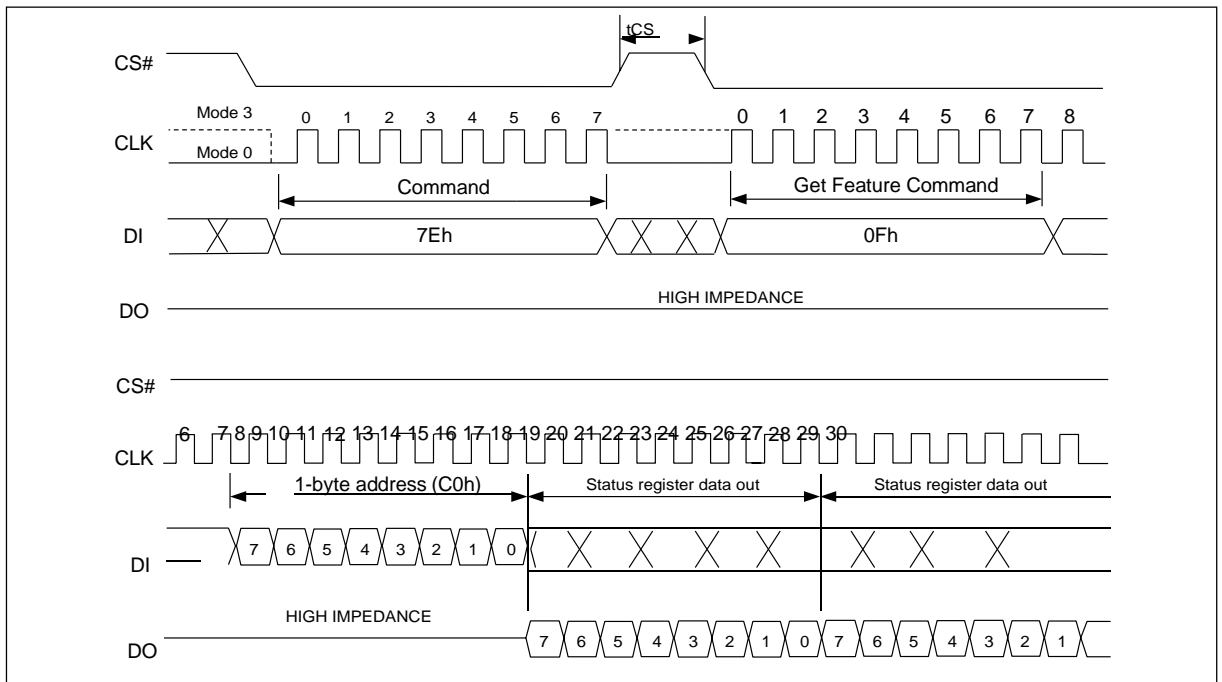 tCS
CS#
Mode 3
0 1 2 3 4 5 6 7
0 1 2 3 4 5 6 7 8
CLK
Mode 0
Command
Get Feature Command
DI
7Eh
0Fh
HIGH IMPEDANCE
DO
CS#
6 7 8 9 10 11 12 13 14 15 16 17 18 19 20 21 22 23 24 25 26 27 28 29 30
CLK
1-byte address (C0h)
Status register data out
Status register data out
7 6 5 4 3 2 1 0
DI
HIGH IMPEDANCE
7 6 5 4 3 2 1 0 7 6 5 4 3 2 1
DO